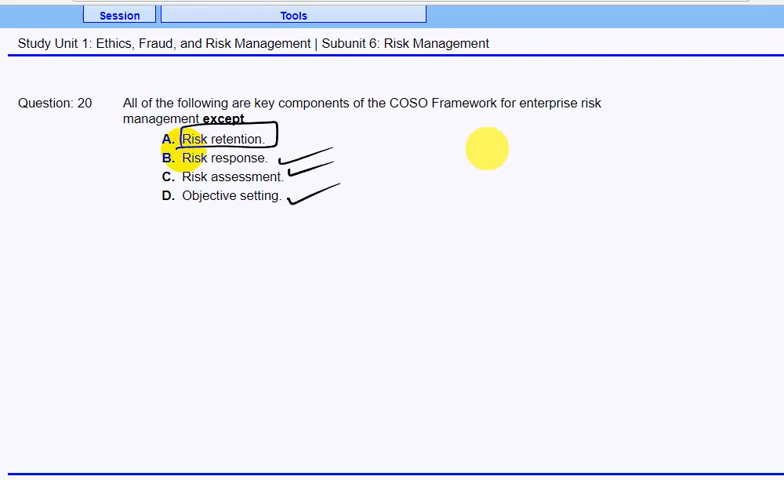 Session Tools
Study Unit 1: Ethics, Fraud, and Risk Management | Subunit 6: Risk Management
Question: 20 All of the following are key components of the COSO Framework for enterprise risk
management except
A. Risk retention.
B. Risk response.
C. Risk assessment.
D. Objective setting.